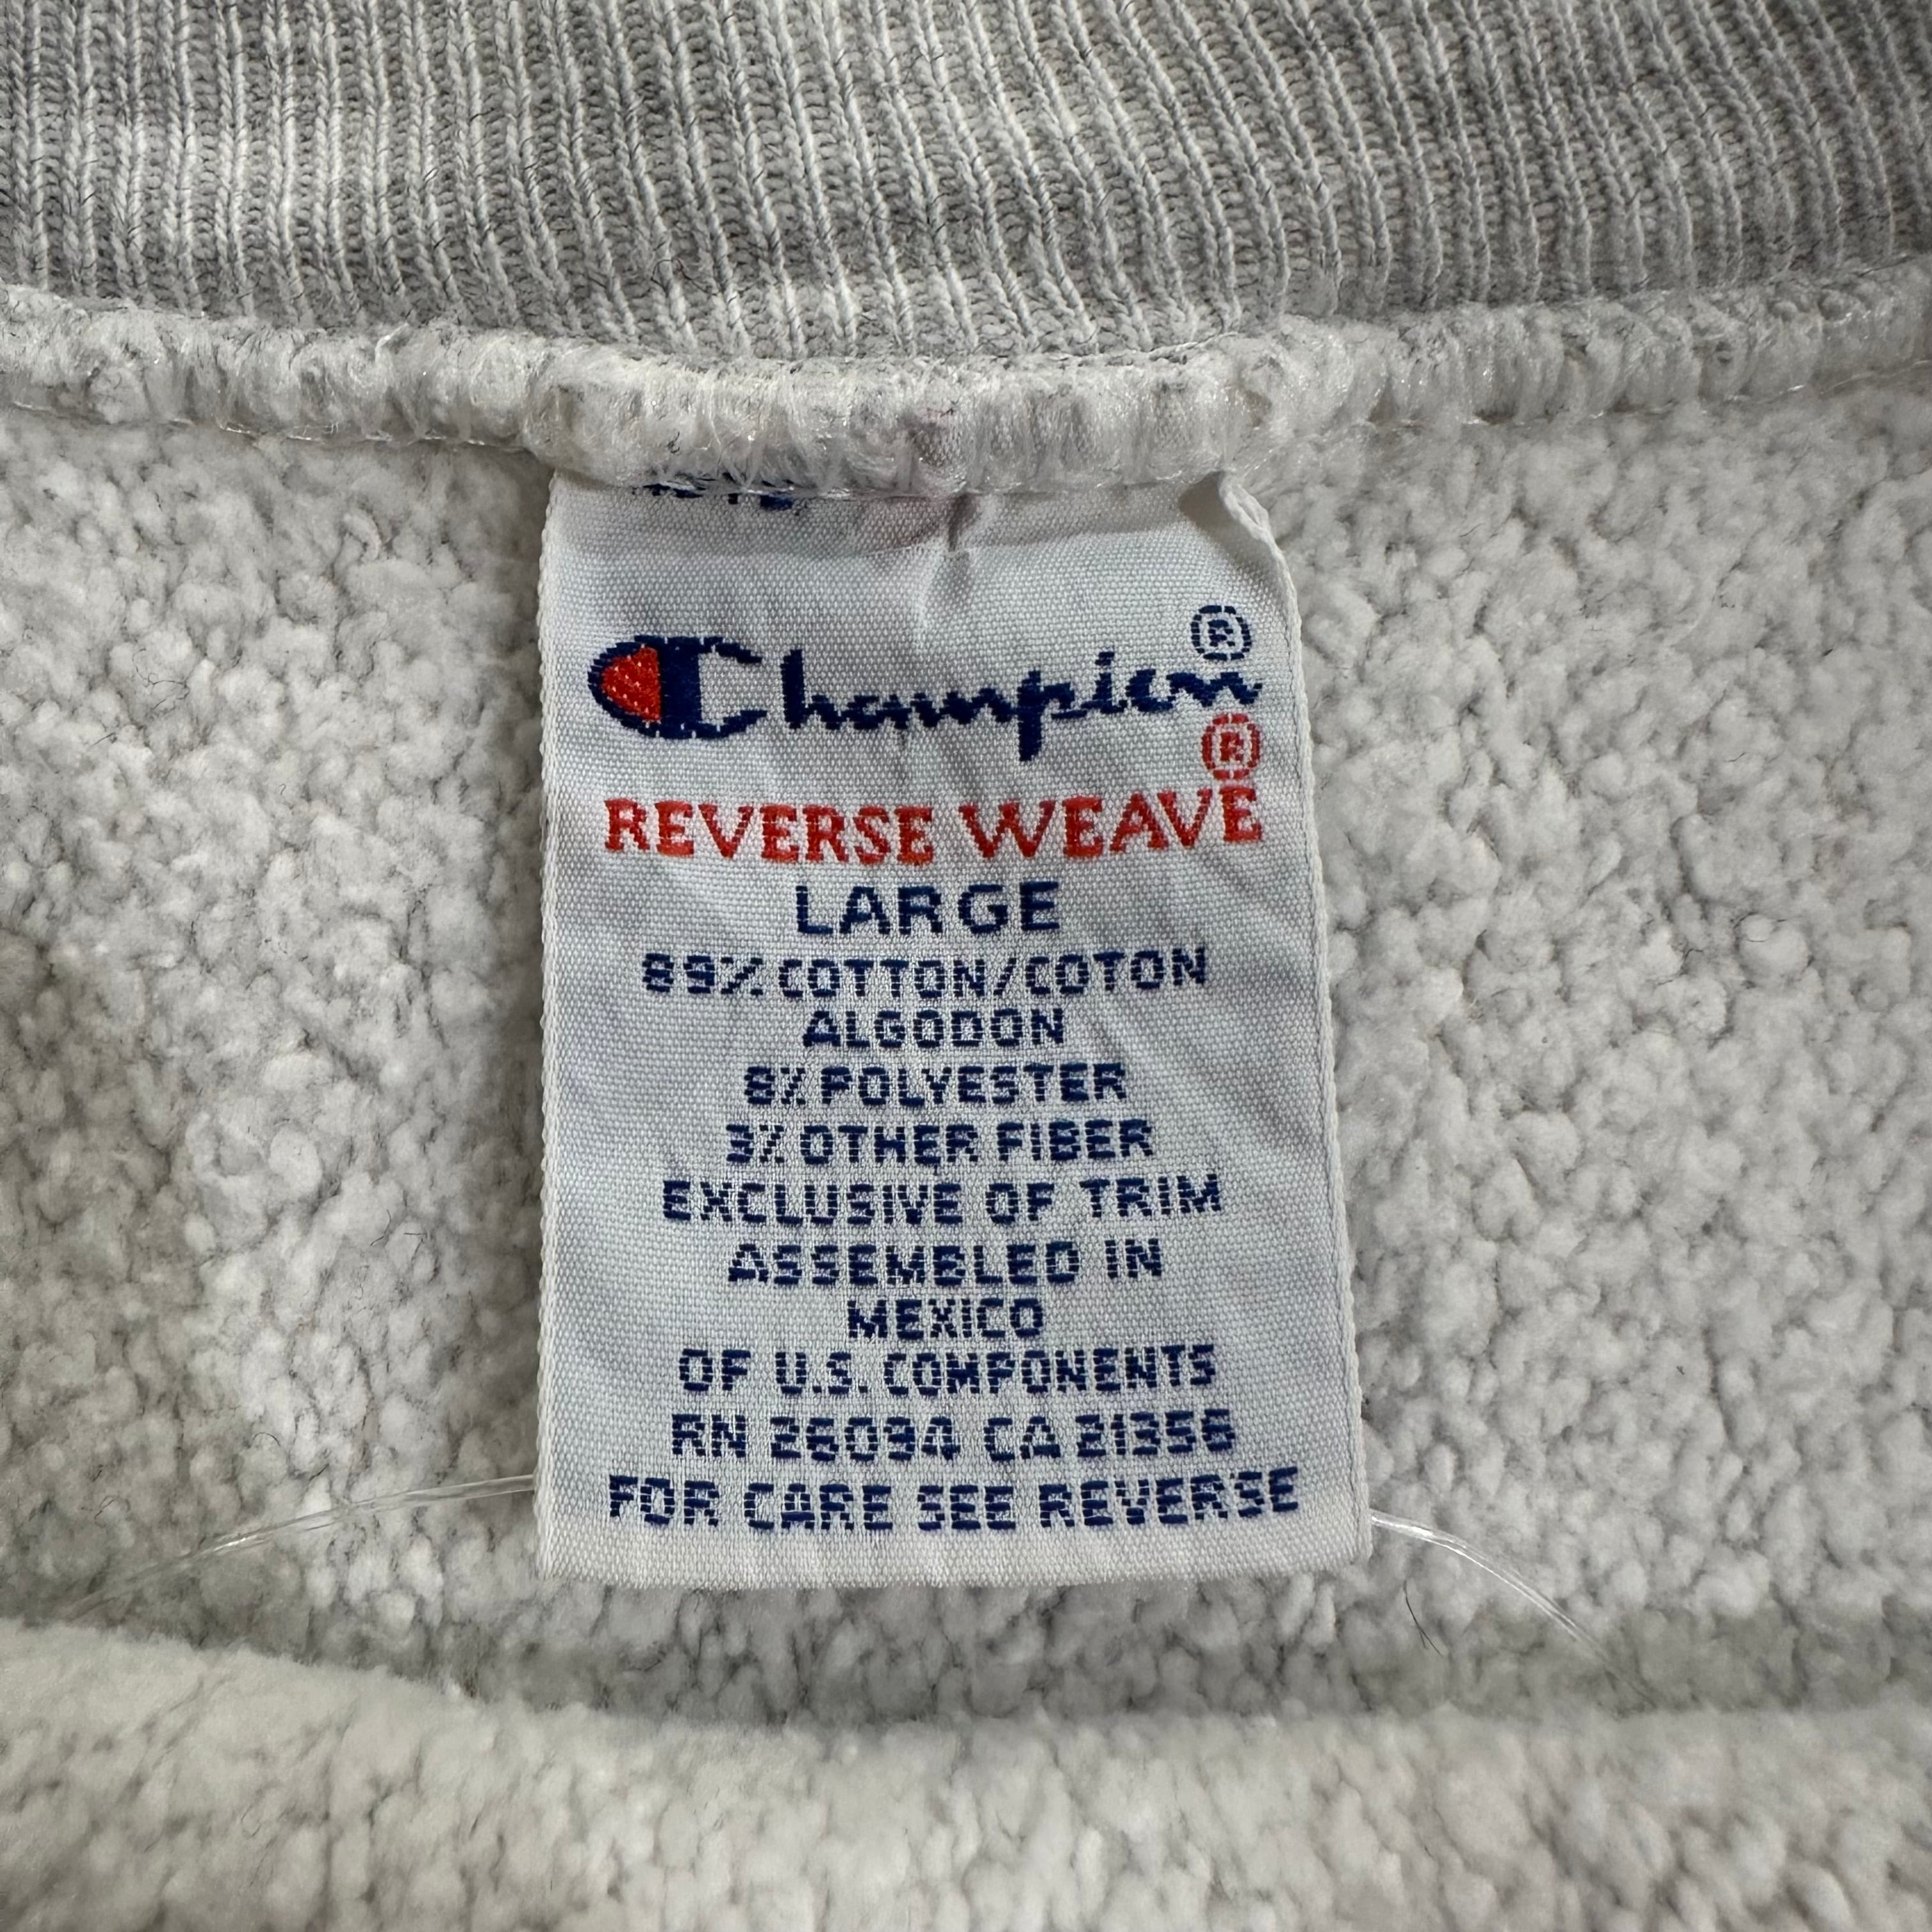 Champion®
®
REVERSE WEAVE
LARGE
89% COTTON/COTON
ALGODON
8% POLYESTER
3% OTHER FIBER
EXCLUSIVE OF TRIM
ASSEMBLED IN
MEXICO
OF U.S. COMPONENTS
RN 26094 CA 21356
FOR CARE SEE REVERSE